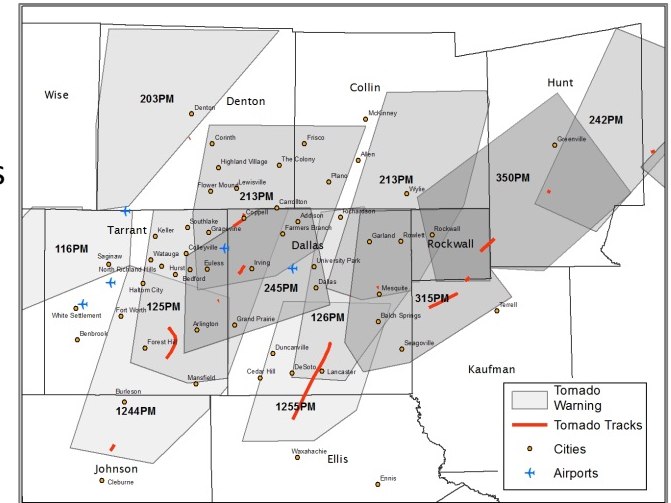 S
Wise
203PM
Denton
Denton
Collin
McKinney
Hunt
242PM
Corinth
Frisco
Greenville
Highland Village
The Colony
Allen
Flower Mound
Lewisville
Plano
213PM
213PM
Wylie
350PM
Carrollton
Coppell
Addison
Richardson
Tarrant
Southlake
Keller
Grapevine
Farmers Branch
Dallas
Garland
Rowlett
Rockwall
Rockwall
116PM
Watauga
Colleyville
Saginaw
North Richland Hills
Hurst
Euless
Bedford
Irving
University Park
Haltom City
245PM
Dallas
Mesquite
315PM
125PM
126PM
Terrell
White Settlement
Fort Worth
Arlington
Grand Prairie
Balch Springs
Benbrook
Forest Hill
Duncanville
Seagoville
Cedar Hill
DeSoto
Lancaster
Kaufman
Mansfield
Burleson
1244PM
1255PM
Waxahachie
Ellis
Johnson
Cleburne
Ennis
Tornado
Warning
Tornado Tracks
Cities
Airports